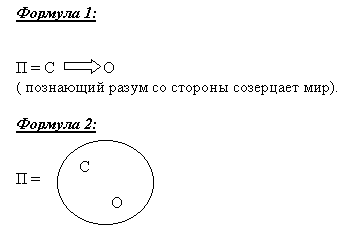 Формула 1:
П = С О
( познающий разум со стороны созерцает мир).
Формула 2:
С
П =
О